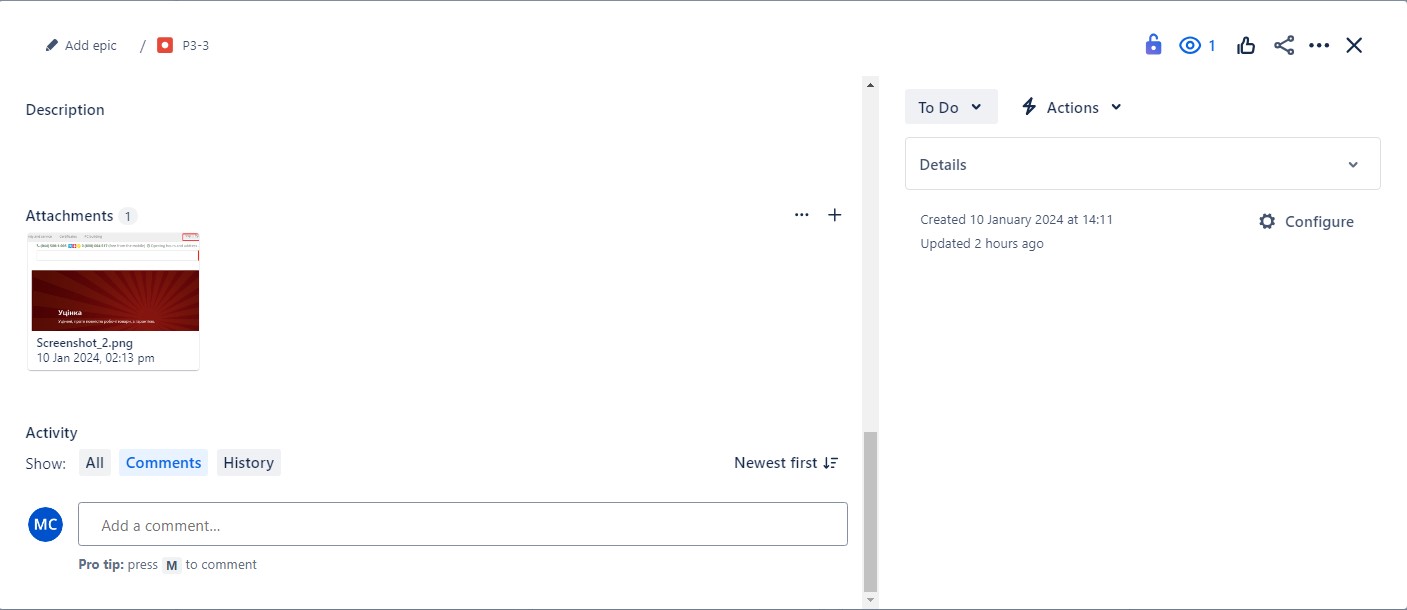 Add epic / P3-3
1
Description
To Do
Actions
Details
Attachments 1
Created 10 January 2024 at 14:11
Configure
Updated 2 hours ago
Уцінка
Screenshot_2.png
10 Jan 2024, 02:13 pm
Activity
Show: All Comments History
Newest first
MC
Add a comment...
Pro tip: press M to comment